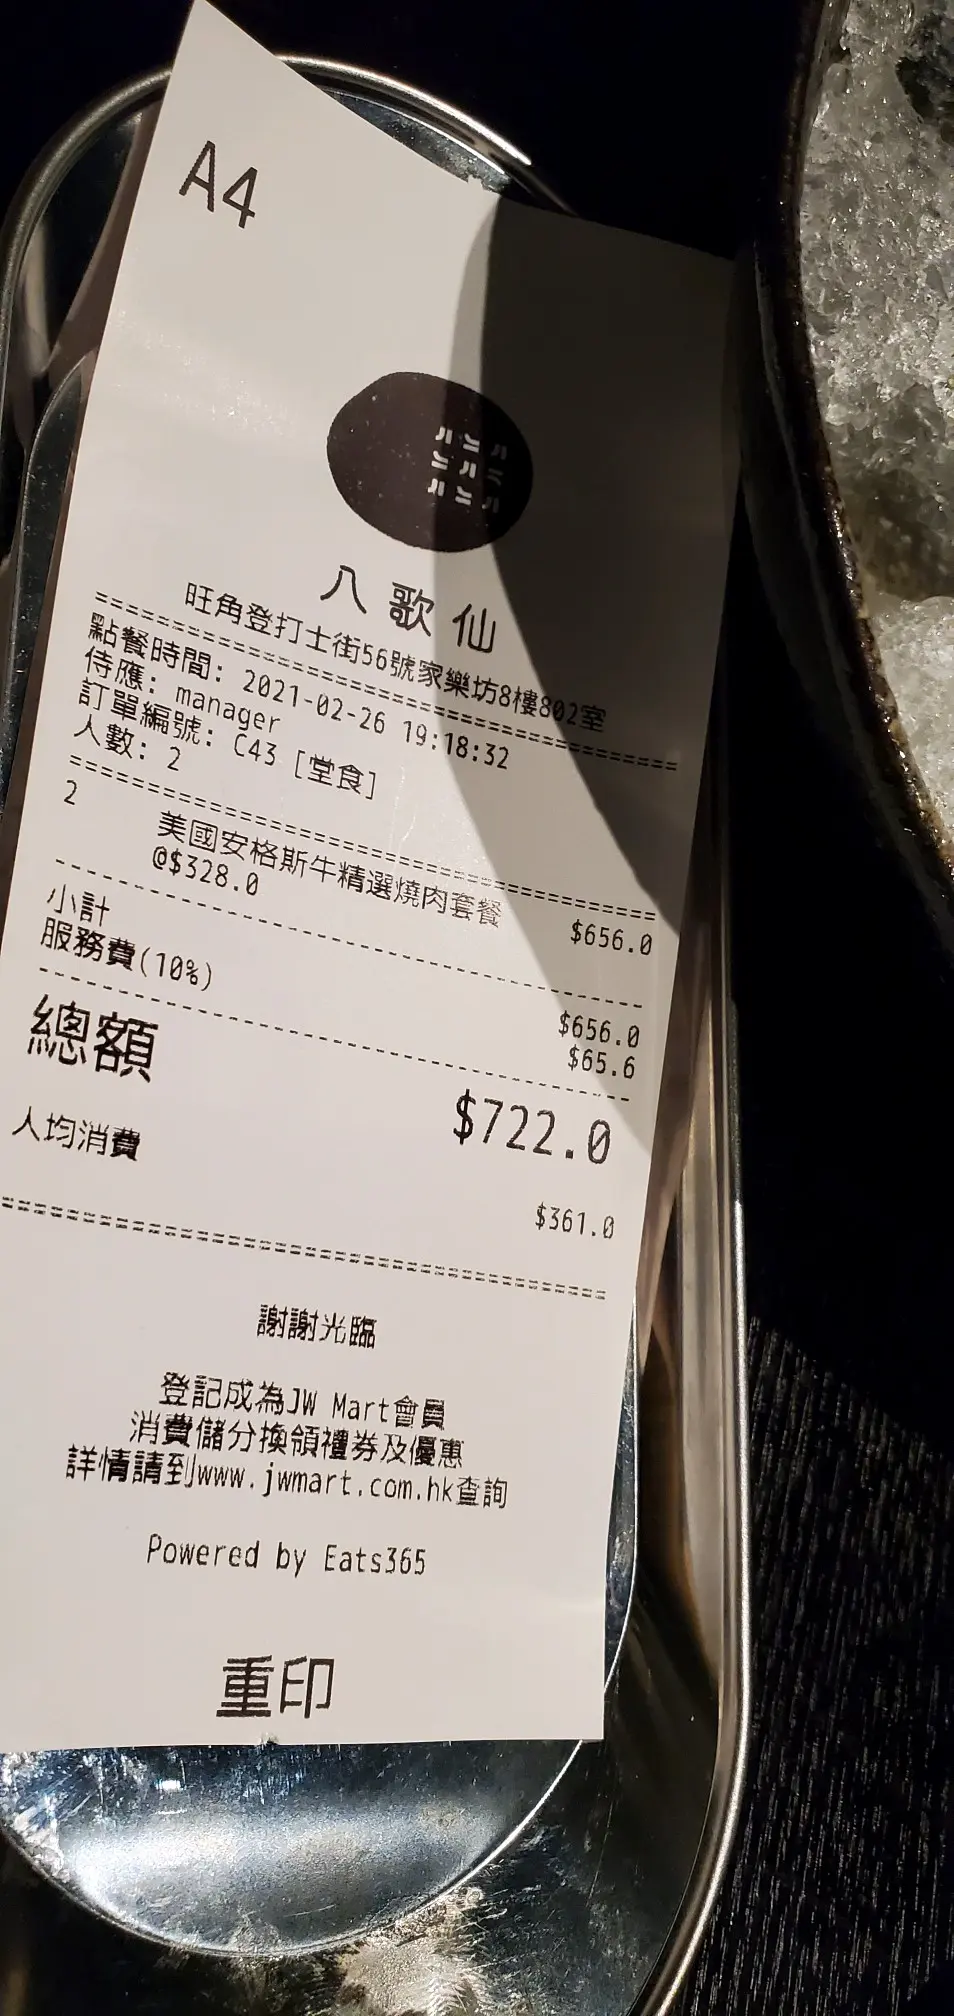 A4
八歌仙
旺角登打士街56號家樂坊8樓802室
點餐時間: 2021-02-26 19:18:32
侍應: manager
訂單編號: C43 [堂食]
人數: 2
2 美國安格斯牛精選燒肉套餐 $656.0
@$328.0
小計 $656.0
服務費(10%) $65.6
總額 $722.0
人均消費 $361.0
謝謝光臨
登記成為JW Mart會員
消費儲分換領禮券及優惠
詳情請到www.jwmart.com.hk查詢
Powered by Eats365
重印